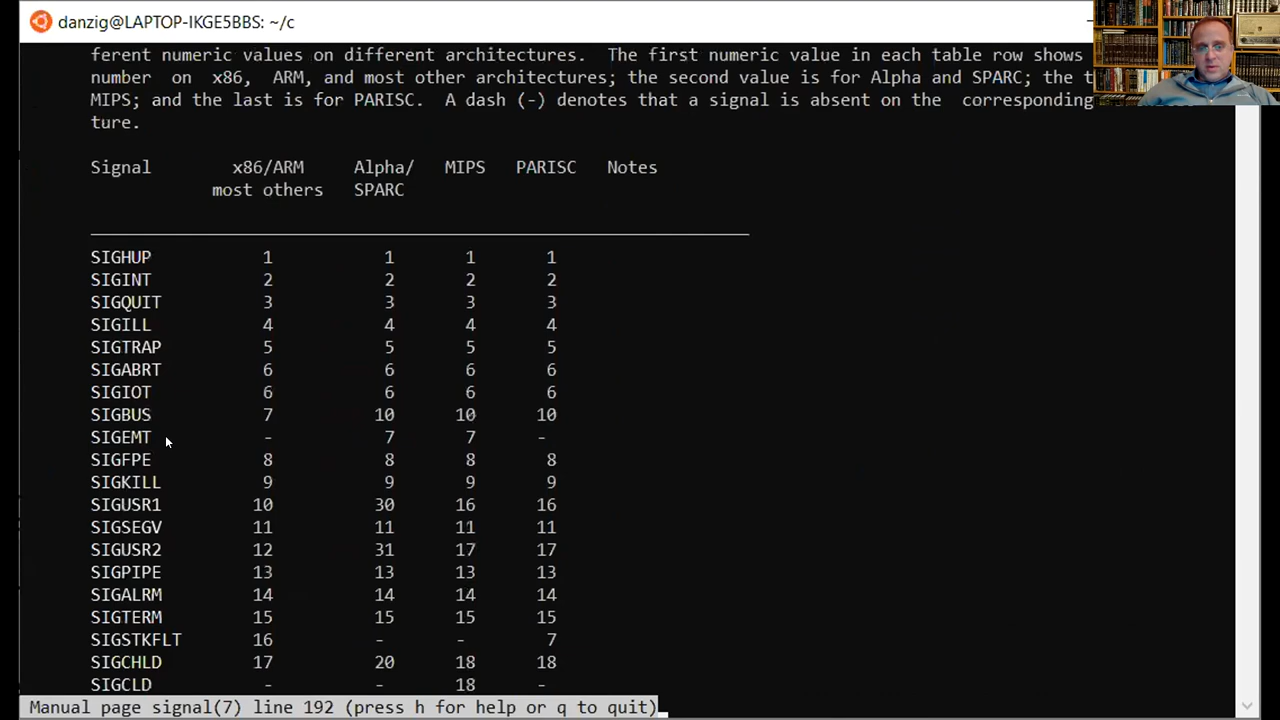 danzig@LAPTOP-IKGE5BBS: ~/c
ferent numeric values on different architectures.  The first numeric value in each table row shows
number  on  x86,  ARM, and most other architectures; the second value is for Alpha and SPARC; the
MIPS; and the last is for PARISC.  A dash (-) denotes that a signal is absent on the  corresponding
ture.
Signal x86/ARM Alpha/ MIPS PARISC Notes
most others SPARC
SIGHUP 1 1 1 1
SIGINT 2 2 2 2
SIGQUIT 3 3 3 3
SIGILL 4 4 4 4
SIGTRAP 5 5 5 5
SIGABRT 6 6 6 6
SIGIOT 6 6 6 6
SIGBUS 7 10 10 10
SIGEMT - 7 7 -
SIGFPE 8 8 8 8
SIGKILL 9 9 9 9
SIGUSR1 10 30 16 16
SIGSEGV 11 11 11 11
SIGUSR2 12 31 17 17
SIGPIPE 13 13 13 13
SIGALRM 14 14 14 14
SIGTERM 15 15 15 15
SIGSTKFLT 16 - - 7
SIGCHLD 17 20 18 18
SIGCLD - - 18 -
Manual page signal(7) line 192 (press h for help or q to quit)